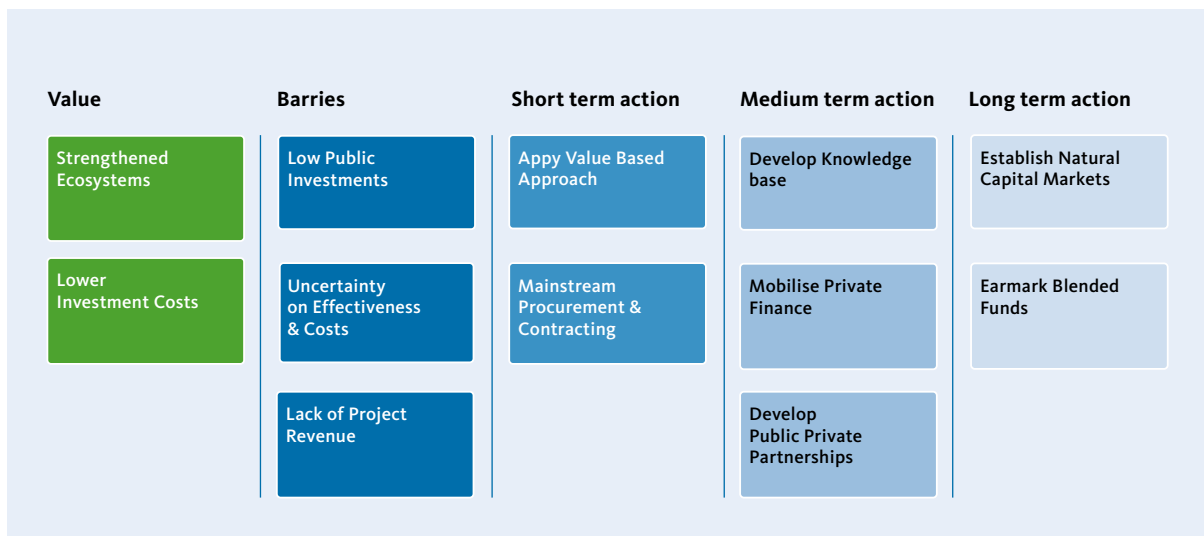 Value
Strengthened
Ecosystems
Lower
Investment Costs
Barries
Low Public
Investments
Uncertainty
on Effectiveness
& Costs
Lack of Project
Revenue
Short term action
Appy Value Based
Approach
Mainstream
Procurement &
Contracting
Medium term action
Develop Knowledge
base
Mobilise Private
Finance
Develop
Public Private
Partnerships
Long term action
Establish Natural
Capital Markets
Earmark Blended
Funds